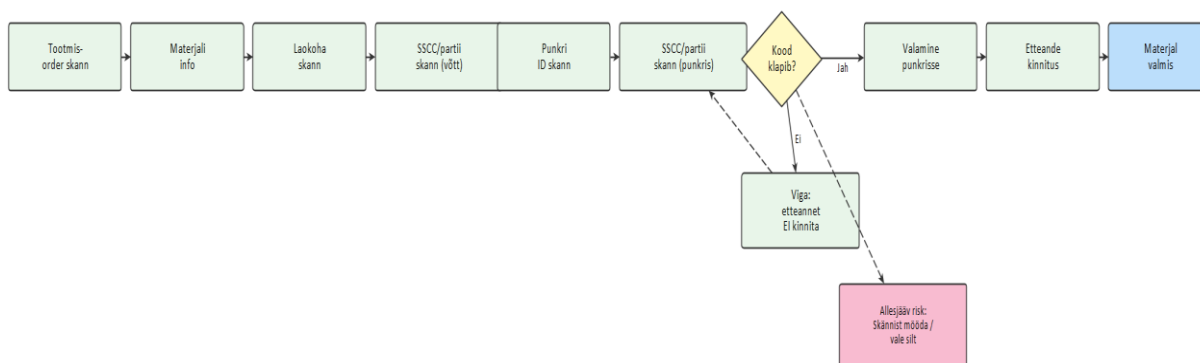 Tootmis-
order skann
Materjali
info
Laokoha
skann
SSCC/partii
skann (võtt)
Punkri
ID skann
SSCC/partii
skann (punkris)
Kood
klapib?
Jah
Valamine
punkrisse
Etteande
kinnitus
Materjal
valmis
Ei
Viga:
etteannet
EI kinnita
Allesjääv risk:
Skännist mööda /
vale silt